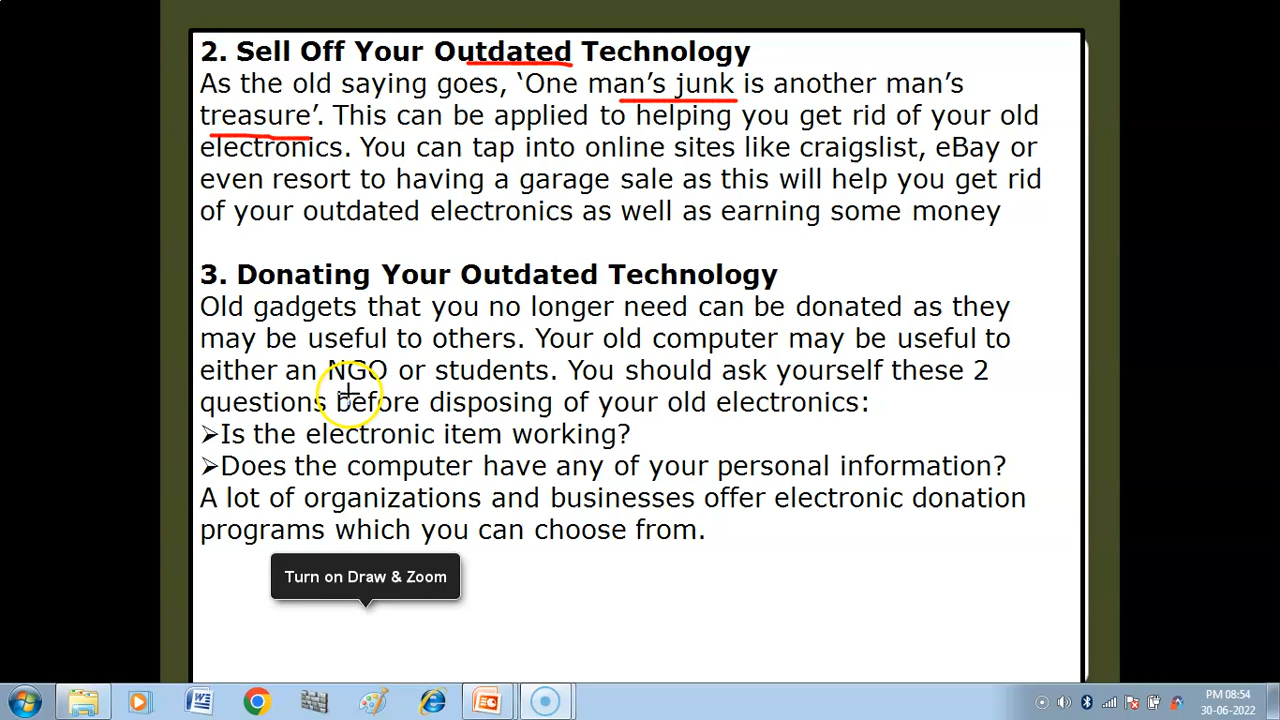 2. Sell Off Your Outdated Technology
As the old saying goes, ‘One man’s junk is another man’s
treasure’. This can be applied to helping you get rid of your old
electronics. You can tap into online sites like craigslist, eBay or
even resort to having a garage sale as this will help you get rid
of your outdated electronics as well as earning some money
3. Donating Your Outdated Technology
Old gadgets that you no longer need can be donated as they
may be useful to others. Your old computer may be useful to
either an NGO or students. You should ask yourself these 2
questions before disposing of your old electronics:
➢Is the electronic item working?
➢Does the computer have any of your personal information?
A lot of organizations and businesses offer electronic donation
programs which you can choose from.
Turn on Draw & Zoom
PM 08:54
30-06-2022